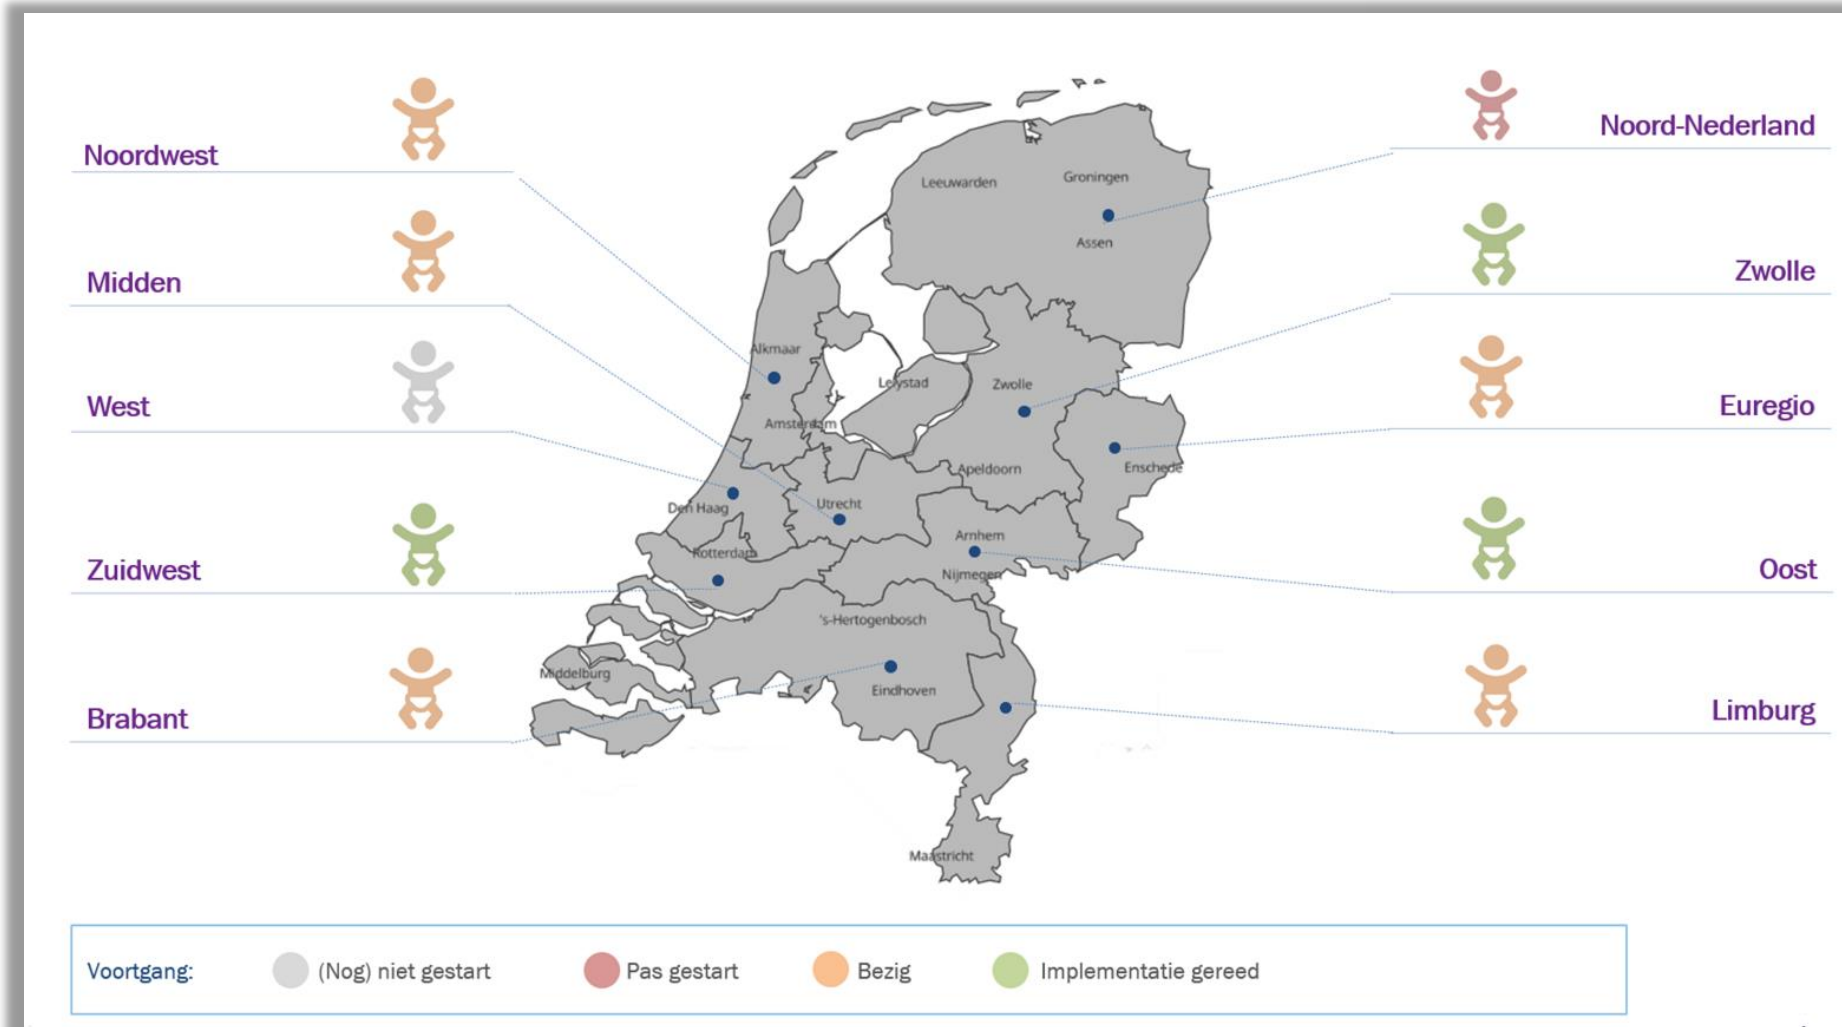 Noordwest
Midden
West
Zuidwest
Brabant
Leeuwarden
Groningen
Assen
Alkmaar
Lelystad
Zwolle
Amsterdam
Apeldoorn
Enschede
Den Haag
Utrecht
Arnhem
Rotterdam
Nijmegen
's-Hertogenbosch
Middelburg
Eindhoven
Maastricht
Noord-Nederland
Zwolle
Euregio
Oost
Limburg
Voortgang: (Nog) niet gestart Pas gestart Bezig Implementatie gereed